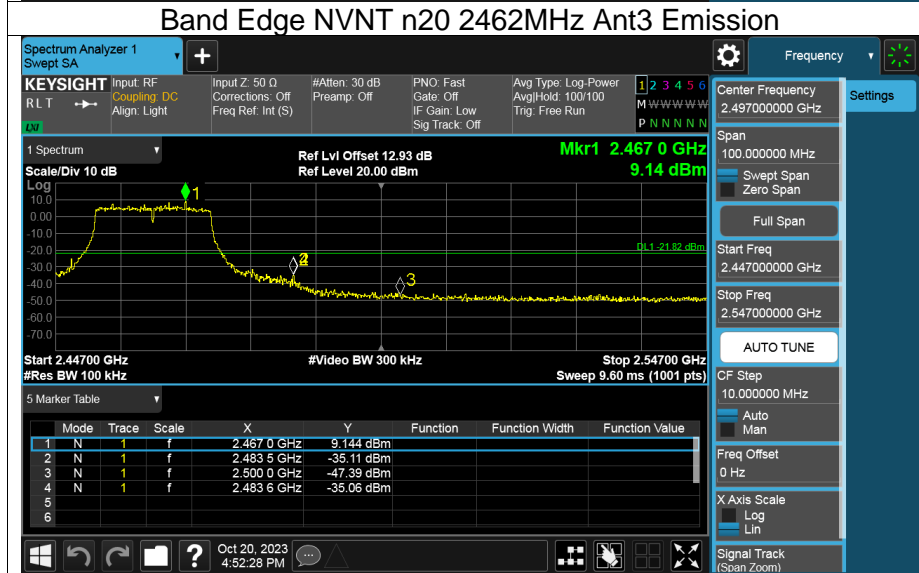 Band Edge NVNT n20 2462MHz Ant3 Emission
Spectrum Analyzer 1
Swept SA
+
Frequency
KEYSIGHT
RLT
LXI
Input: RF
Coupling: DC
Align: Light
Input Z: 50 Ω
Corrections: Off
Freq Ref: Int (S)
#Atten: 30 dB
Preamp: Off
PNO: Fast
Gate: Off
IF Gain: Low
Sig Track: Off
Avg Type: Log-Power
Avg|Hold: 100/100
Trig: Free Run
1 2 3 4 5 6
M W W W W W
P N N N N N
1 Spectrum
Scale/Div 10 dB
Ref Lvl Offset 12.93 dB
Ref Level 20.00 dBm
Mkr1 2.467 0 GHz
9.14 dBm
Log
10.0
0.00
-10.0
-20.0
-30.0
-40.0
-50.0
-60.0
-70.0
1
2
3
DL1 -21.82 dBm
Start 2.44700 GHz
#Res BW 100 kHz
#Video BW 300 kHz
Stop 2.54700 GHz
Sweep 9.60 ms (1001 pts)
5 Marker Table
Mode Trace Scale X Y Function Function Width Function Value
1 N 1 f 2.467 0 GHz 9.144 dBm
2 N 1 f 2.483 5 GHz -35.11 dBm
3 N 1 f 2.500 0 GHz -47.39 dBm
4 N 1 f 2.483 6 GHz -35.06 dBm
5
6
?
Oct 20, 2023
4:52:28 PM
Center Frequency
2.497000000 GHz
Settings
Span
100.000000 MHz
Swept Span
Zero Span
Full Span
Start Freq
2.447000000 GHz
Stop Freq
2.547000000 GHz
AUTO TUNE
CF Step
10.000000 MHz
Auto
Man
Freq Offset
0 Hz
X Axis Scale
Log
Lin
Signal Track
(Span Zoom)